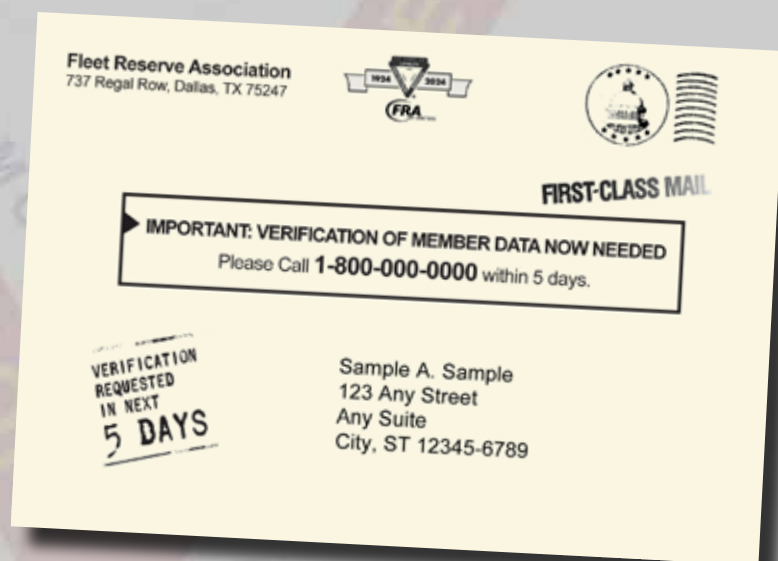 Fleet Reserve Association
737 Regal Row, Dallas, TX 75247
1924 2024
FRA
FIRST-CLASS MAIL
IMPORTANT: VERIFICATION OF MEMBER DATA NOW NEEDED
Please Call 1-800-000-0000 within 5 days.
VERIFICATION
REQUESTED
IN NEXT
5 DAYS
Sample A. Sample
123 Any Street
Any Suite
City, ST 12345-6789